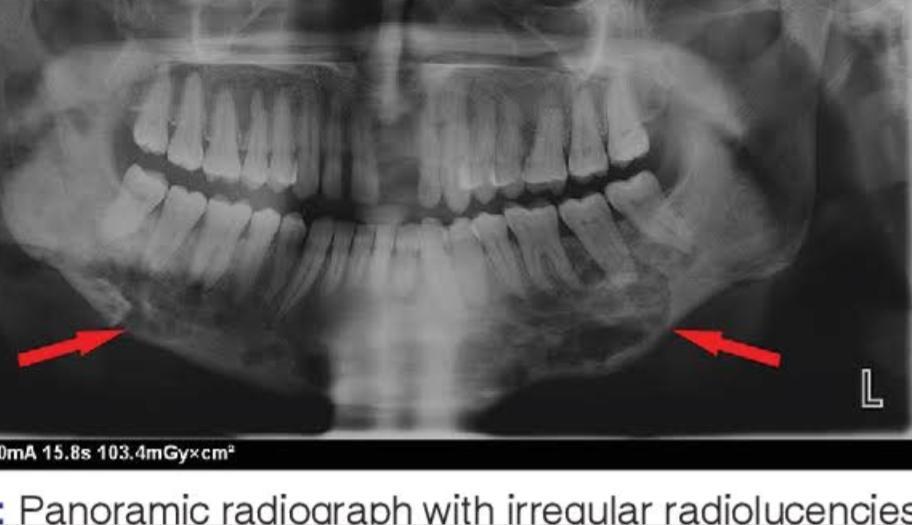 L
0mA 15.8s 103.4mGy×cm²
: Panoramic radiograph with irregular radiolucencies